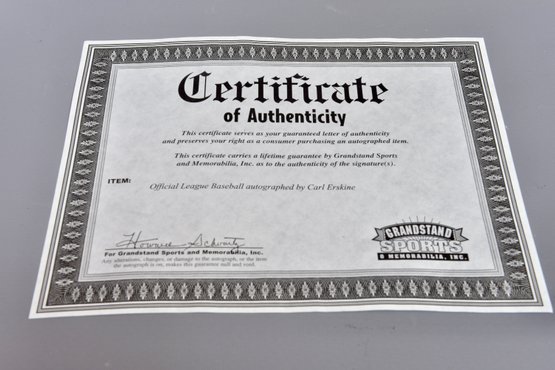 Certificate
of Authenticity
This certificate serves as your guaranteed letter of authenticity
and preserves your right as a consumer purchasing an autographed item.
This certificate carries a lifetime guarantee by Grandstand Sports
and Memorabilia, Inc. as to the authenticity of the signature(s).
ITEM:
Official League Baseball autographed by Carl Erskine
Howard Schwartz
For Grandstand Sports and Memorabilia, Inc.
Any alterations, changes, or damage to the autograph, or the item
the autograph is on, makes this guarantee null and void.
GRANDSTAND
SPORTS
& MEMORABILIA, INC.